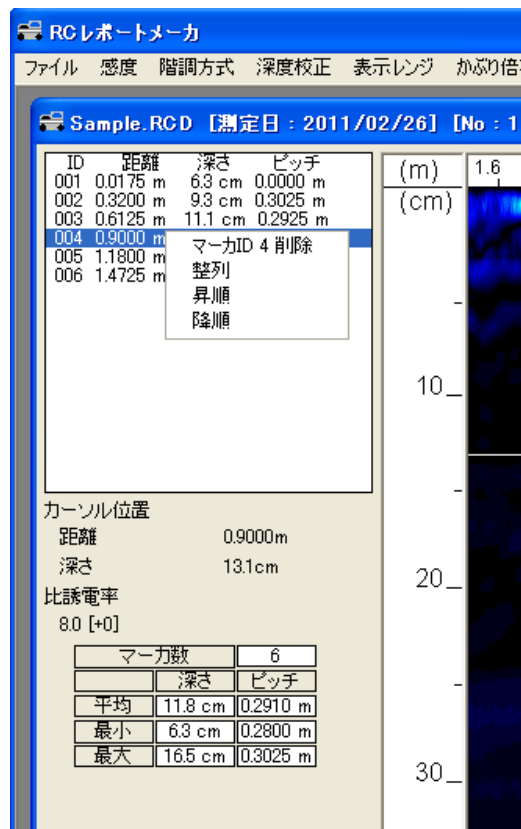 RCレポートメーカ
ファイル 感度 階調方式 深度校正 表示レンジ かぶり倍
Sample.RCD [測定日：2011/02/26] [No：1
ID 距離 深さ ピッチ
001 0.0175 m 6.3 cm 0.0000 m
002 0.3200 m 9.3 cm 0.3025 m
003 0.6125 m 11.1 cm 0.2925 m
004 0.9000 m
005 1.1800 m
006 1.4725 m
マーカID 4 削除
整列
昇順
降順
カーソル位置
距離 0.9000m
深さ 13.1cm
比誘電率
8.0 [+0]
マーカ数 6
深さ ピッチ
平均 11.8 cm 0.2910 m
最小 6.3 cm 0.2800 m
最大 16.5 cm 0.3025 m
(m) 1.6
(cm)
10
20
30